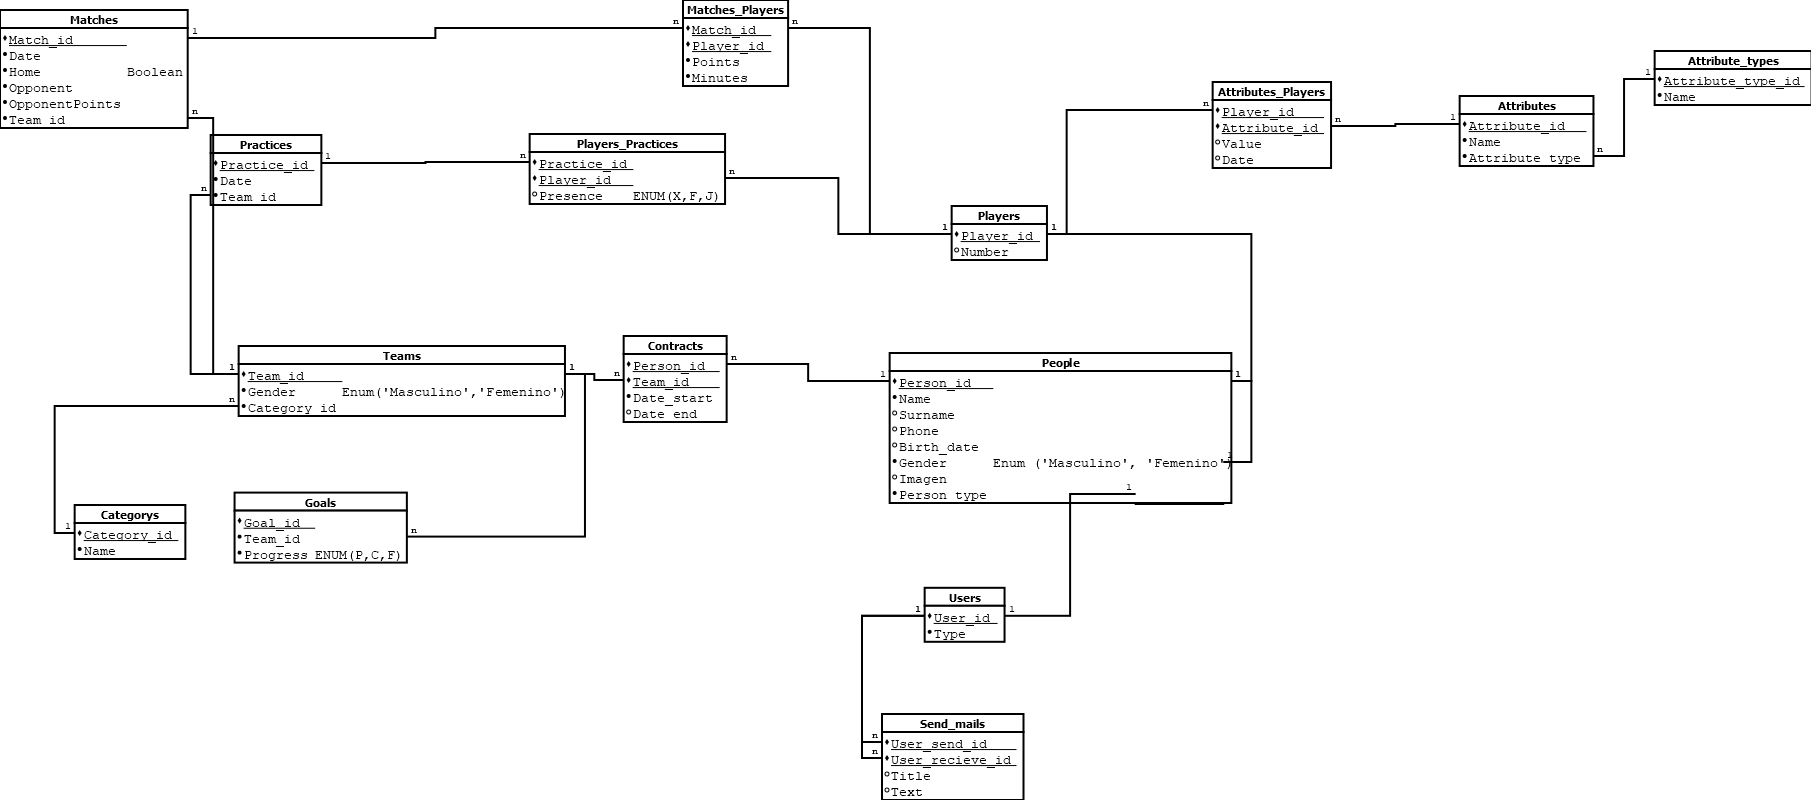 Matches
Match_id
Date
Home Boolean
Opponent
OpponentPoints
Team_id
1
n
Matches_Players
Match_id
Player_id
Points
Minutes
n
n
Attribute_types
Attribute_type_id
Name
1
Attributes_Players
Player_id
Attribute_id
Value
Date
n
n
Attributes
Attribute_id
Name
Attribute_type
1
n
Practices
Practice_id
Date
Team_id
1
n
Players_Practices
Practice_id
Player_id
Presence ENUM(X,F,J)
n
n
Players
Player_id
Number
1
1
Teams
Team_id
Gender Enum('Masculino','Femenino')
Category_id
1
n
1
Contracts
Person_id
Team_id
Date_start
Date_end
n
n
People
Person_id
Name
Surname
Phone
Birth_date
Gender Enum ('Masculino', 'Femenino')
Imagen
Person_type
1
1
1
1
Categorys
Category_id
Name
1
Goals
Goal_id
Team_id
Progress ENUM(P,C,F)
n
Users
User_id
Type
1
1
Send_mails
User_send_id
User_recieve_id
Title
Text
n
n